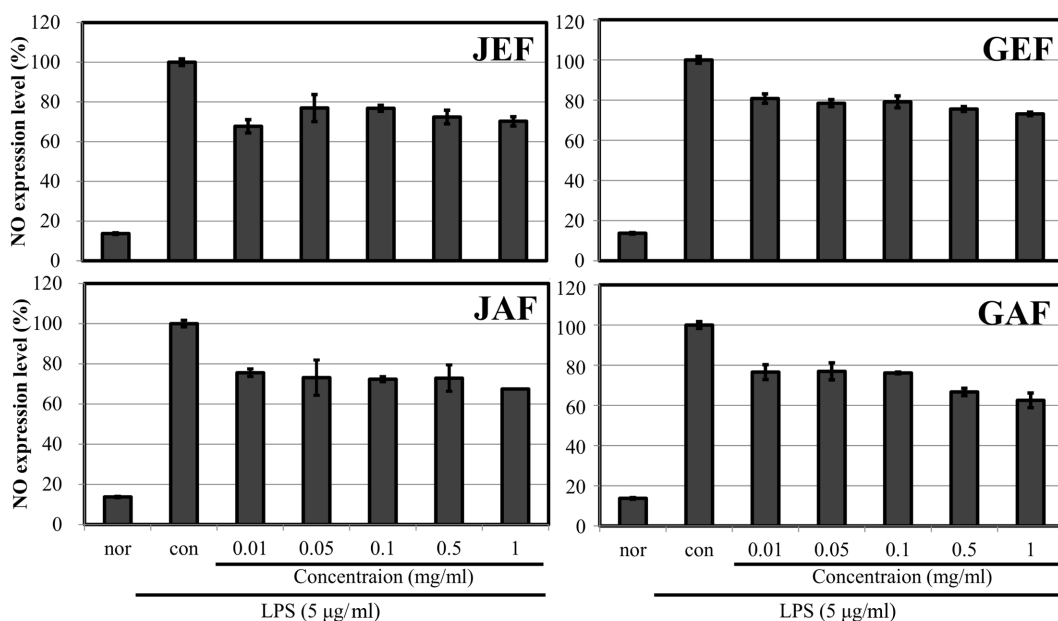 JEF
NO expression level (%)
120
100
80
60
40
20
0
GEF
120
100
80
60
40
20
0
JAF
NO expression level (%)
120
100
80
60
40
20
0
nor con 0.01 0.05 0.1 0.5 1
Concentraion (mg/ml)
LPS (5 μg/ml)
GAF
120
100
80
60
40
20
0
nor con 0.01 0.05 0.1 0.5 1
Concentraion (mg/ml)
LPS (5 μg/ml)